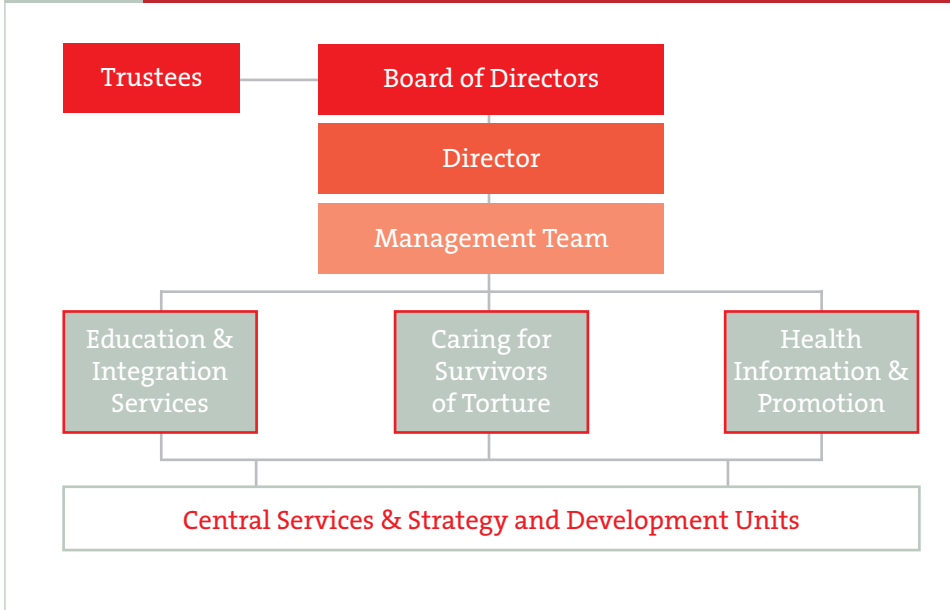 Trustees
Board of Directors
Director
Management Team
Education &
Integration
Services
Caring for
Survivors
of Torture
Health
Information &
Promotion
Central Services & Strategy and Development Units